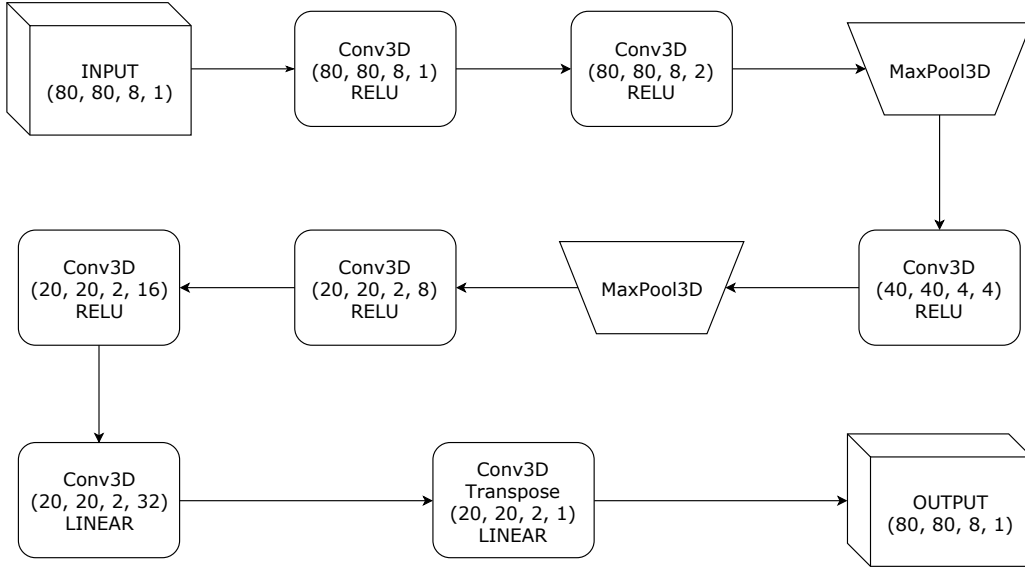 INPUT
(80, 80, 8, 1)
Conv3D
(80, 80, 8, 1)
RELU
Conv3D
(80, 80, 8, 2)
RELU
MaxPool3D
Conv3D
(40, 40, 4, 4)
RELU
MaxPool3D
Conv3D
(20, 20, 2, 8)
RELU
Conv3D
(20, 20, 2, 16)
RELU
Conv3D
(20, 20, 2, 32)
LINEAR
Conv3D
Transpose
(20, 20, 2, 1)
LINEAR
OUTPUT
(80, 80, 8, 1)